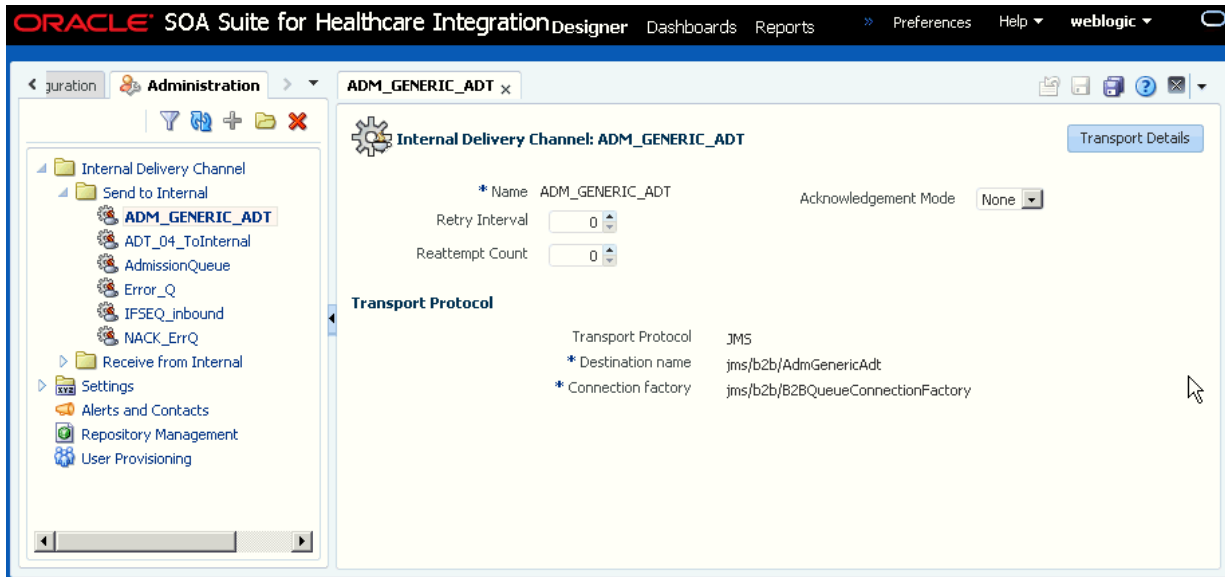 ORACLE SOA Suite for Healthcare Integration Designer Dashboards Reports » Preferences Help weblogic
guration Administration
ADM_GENERIC_ADT x
Internal Delivery Channel: ADM_GENERIC_ADT Transport Details
Internal Delivery Channel
Send to Internal
ADM_GENERIC_ADT
ADT_04_ToInternal
AdmissionQueue
Error_Q
IFSEQ_inbound
NACK_ErrQ
Receive from Internal
XYZ Settings
Alerts and Contacts
Repository Management
User Provisioning
* Name ADM_GENERIC_ADT
Acknowledgement Mode None
Retry Interval 0
Reattempt Count 0
Transport Protocol
Transport Protocol JMS
* Destination name jms/b2b/AdmGenericAdt
* Connection factory jms/b2b/B2BQueueConnectionFactory